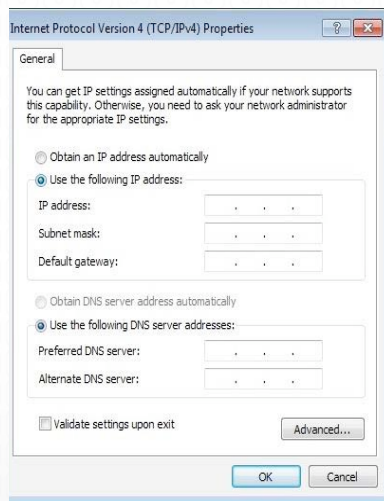 Internet Protocol Version 4 (TCP/IPv4) Properties
General
You can get IP settings assigned automatically if your network supports
this capability. Otherwise, you need to ask your network administrator
for the appropriate IP settings.
Obtain an IP address automatically
Use the following IP address:
IP address: . . .
Subnet mask: . . .
Default gateway: . . .
Obtain DNS server address automatically
Use the following DNS server addresses:
Preferred DNS server: . . .
Alternate DNS server: . . .
Validate settings upon exit
Advanced...
OK Cancel